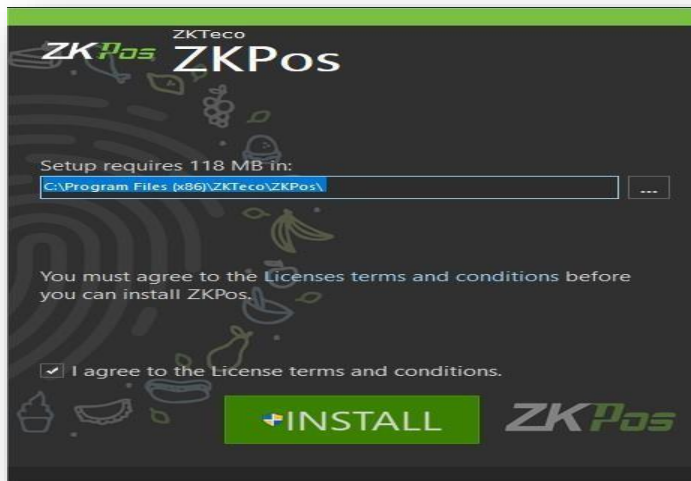 ZKTeco
ZKPos ZKPos
Setup requires 118 MB in:
C:\Program Files (x86)\ZKTeco\ZKPos\ ...
You must agree to the Licenses terms and conditions before
you can install ZKPos.
I agree to the License terms and conditions.
INSTALL ZKPos